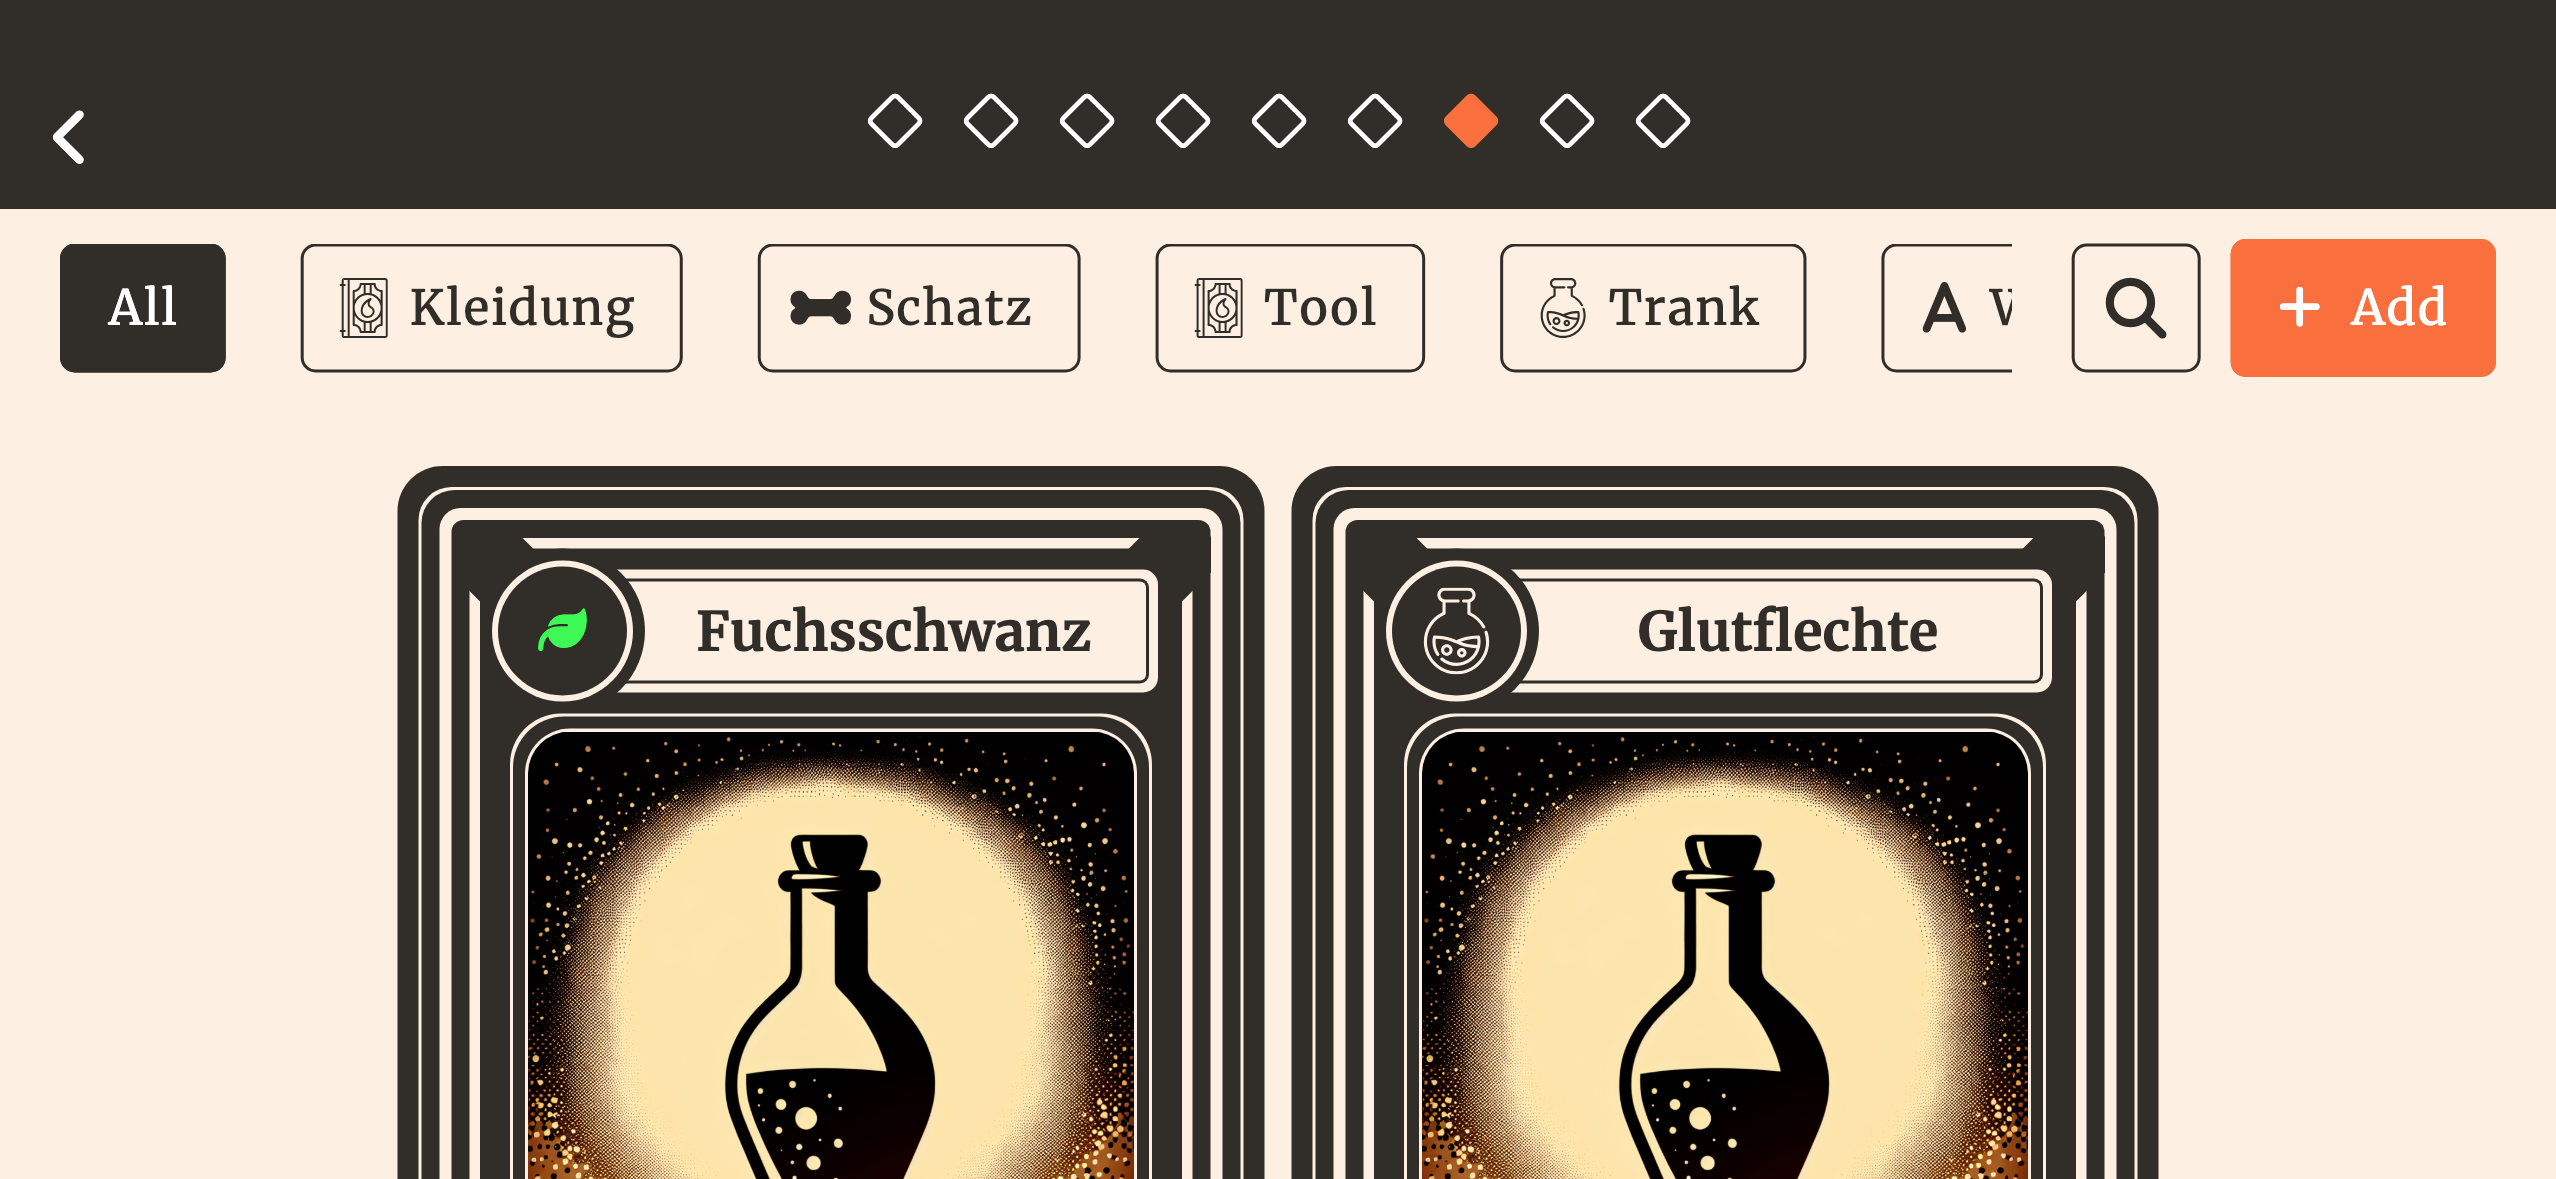 All
Kleidung
Schatz
Tool
Trank
Add
Fuchsschwanz
Glutflechte